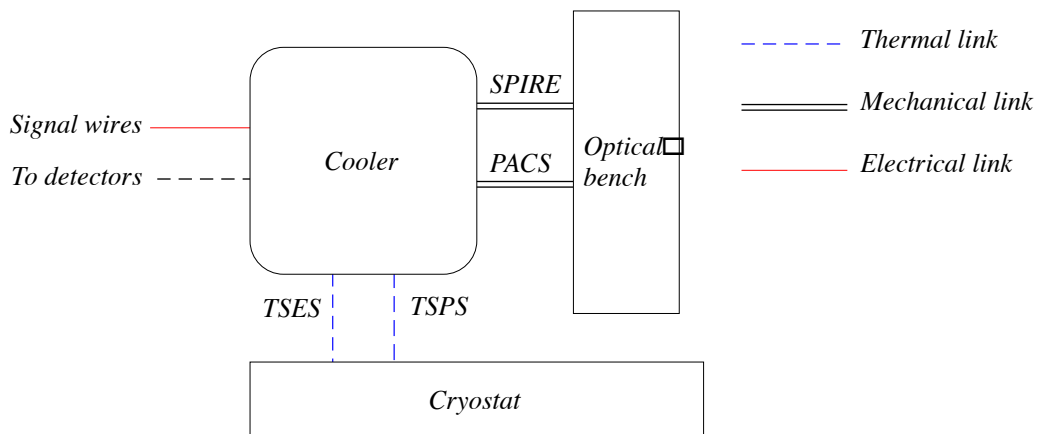 SPIRE
Thermal link
Mechanical link
Signal wires
Cooler
Optical
bench
PACS
To detectors
Electrical link
TSES
TSPS
Cryostat